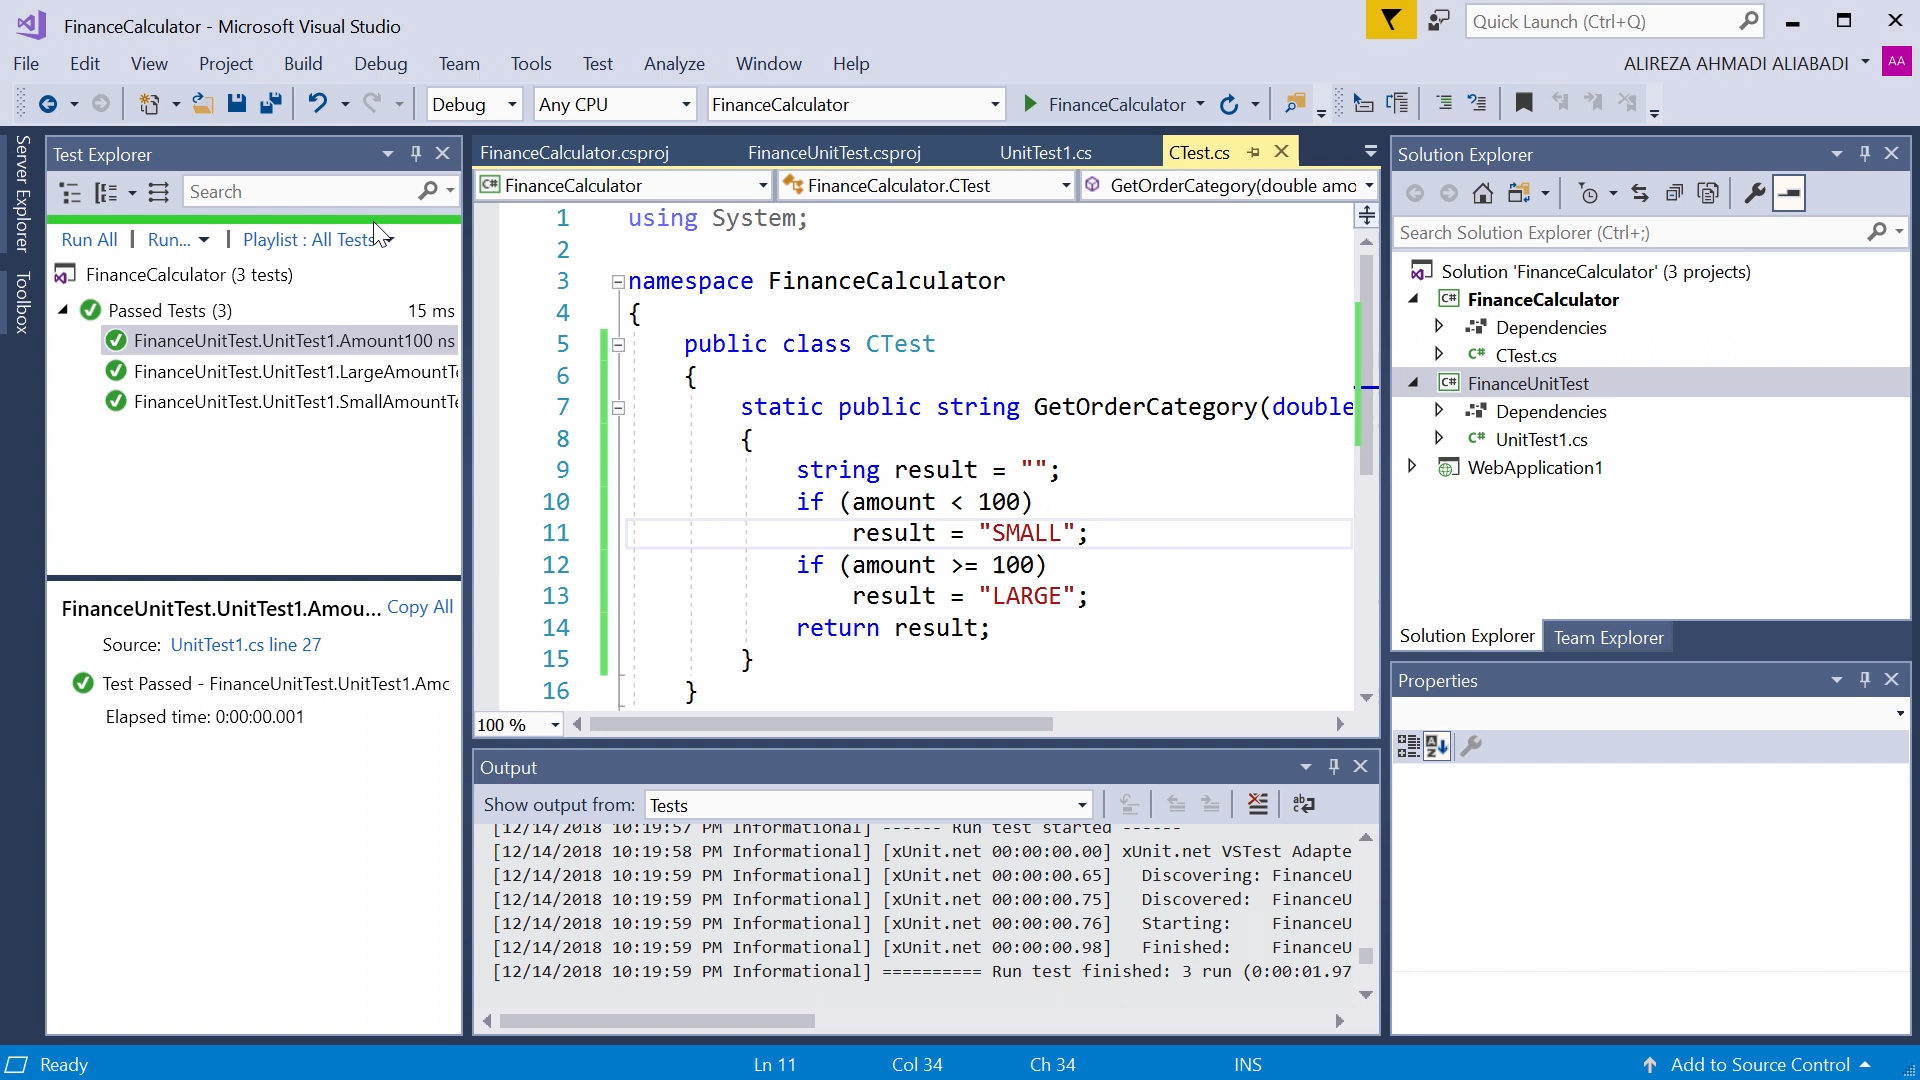 FinanceCalculator - Microsoft Visual Studio
Quick Launch (Ctrl+Q)
File Edit View Project Build Debug Team Tools Test Analyze Window Help
ALIREZA AHMADI ALIABADI AA
Debug Any CPU FinanceCalculator FinanceCalculator
Server Explorer
Toolbox
Test Explorer
Search
Run All | Run... | Playlist : All Tests
FinanceCalculator (3 tests)
Passed Tests (3) 15 ms
FinanceUnitTest.UnitTest1.Amount100 ns
FinanceUnitTest.UnitTest1.LargeAmountTe
FinanceUnitTest.UnitTest1.SmallAmountTe
FinanceUnitTest.UnitTest1.Amou... Copy All
Source: UnitTest1.cs line 27
Test Passed - FinanceUnitTest.UnitTest1.Amc
Elapsed time: 0:00:00.001
FinanceCalculator.csproj FinanceUnitTest.csproj UnitTest1.cs CTest.cs
C# FinanceCalculator FinanceCalculator.CTest GetOrderCategory(double amo
1 using System;
2
3 namespace FinanceCalculator
4 {
5 public class CTest
6 {
7 static public string GetOrderCategory(double
8 {
9 string result = "";
10 if (amount < 100)
11 result = "SMALL";
12 if (amount >= 100)
13 result = "LARGE";
14 return result;
15 }
16 }
100 %
Output
Show output from: Tests
[12/14/2018 10:19:57 PM Informational] ------ Run test started ------
[12/14/2018 10:19:58 PM Informational] [xUnit.net 00:00:00.00] xUnit.net VSTest Adapte
[12/14/2018 10:19:59 PM Informational] [xUnit.net 00:00:00.65] Discovering: FinanceU
[12/14/2018 10:19:59 PM Informational] [xUnit.net 00:00:00.75] Discovered: FinanceU
[12/14/2018 10:19:59 PM Informational] [xUnit.net 00:00:00.76] Starting: FinanceU
[12/14/2018 10:19:59 PM Informational] [xUnit.net 00:00:00.98] Finished: FinanceU
[12/14/2018 10:19:59 PM Informational] ========== Run test finished: 3 run (0:00:01.97
Solution Explorer
Search Solution Explorer (Ctrl+;)
Solution 'FinanceCalculator' (3 projects)
C# FinanceCalculator
Dependencies
C# CTest.cs
C# FinanceUnitTest
Dependencies
C# UnitTest1.cs
WebApplication1
Solution Explorer Team Explorer
Properties
Ready Ln 11 Col 34 Ch 34 INS Add to Source Control